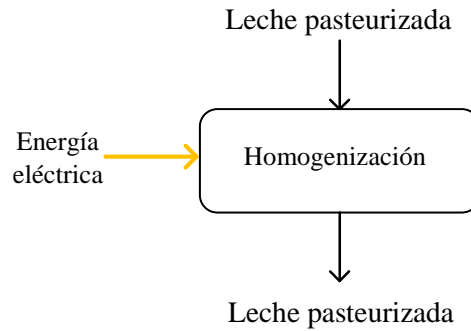 Leche pasteurizada
Energía
eléctrica
Homogenización
Leche pasteurizada